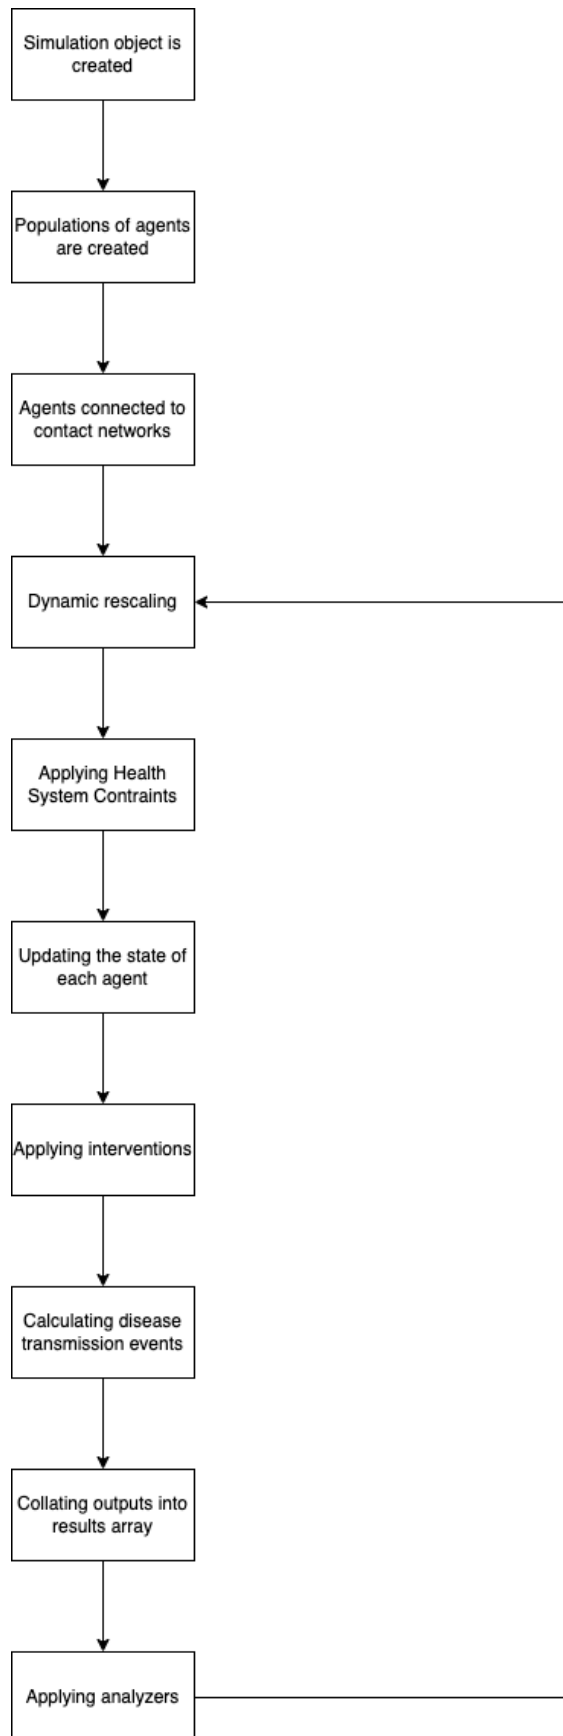 Simulation object is
created
Populations of agents
are created
Agents connected to
contact networks
Dynamic rescaling
Applying Health
System Contraints
Updating the state of
each agent
Applying interventions
Calculating disease
transmission events
Collating outputs into
results array
Applying analyzers